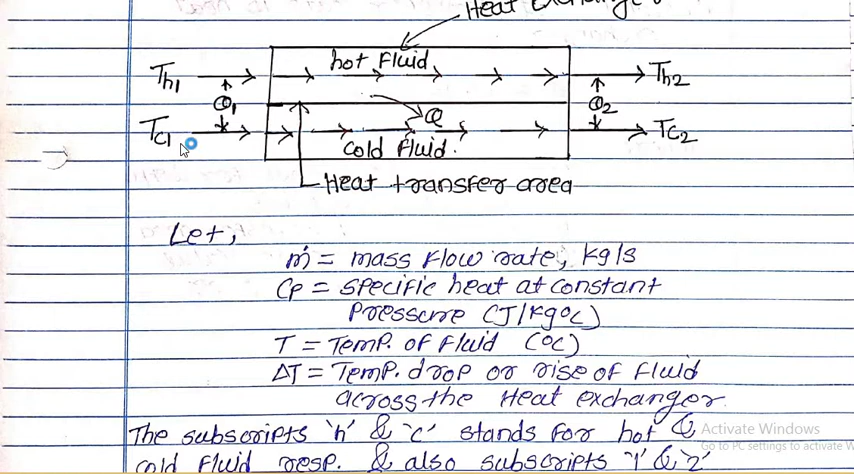 Heat Exchange
hot Fluid
Th1 Th2
θ1 θ2
Q
Tc1 Tc2
cold fluid.
Heat transfer area
Let,
ṁ = mass flow rate, kg/s
Cp = specific heat at constant
Pressure (J/kg°c)
T = Temp. of Fluid (°c)
ΔT = Temp. drop or rise of fluid
across the Heat exchanger.
The subscripts 'h' & 'c' stands for hot &
cold fluid resp. & also subscripts '1' & '2'
Activate Windows
Go to PC settings to activate W